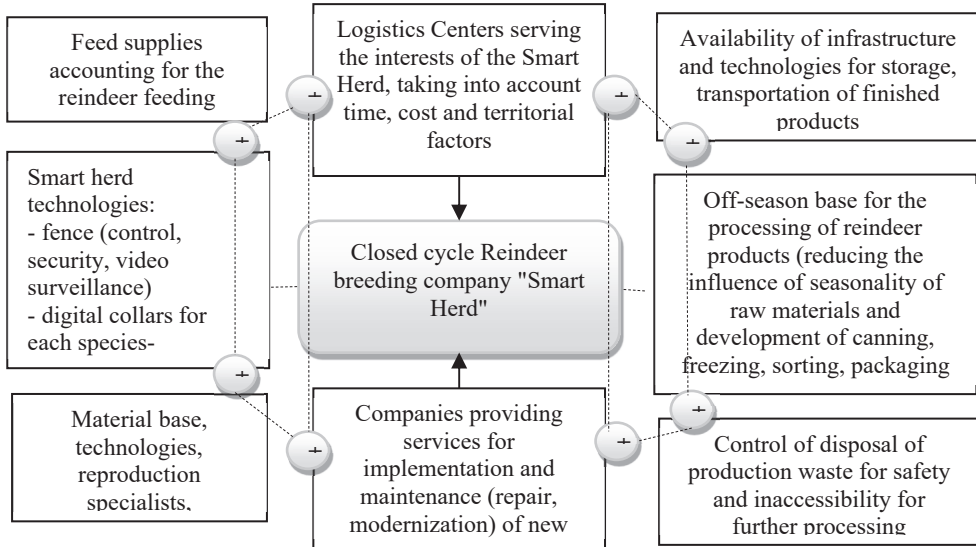 Feed supplies
accounting for the
reindeer feeding
Logistics Centers serving
the interests of the Smart
Herd, taking into account
time, cost and territorial
factors
Availability of infrastructure
and technologies for storage,
transportation of finished
products
+
+
+
+
Smart herd
technologies:
- fence (control,
security, video
surveillance)
- digital collars for
each species-
Closed cycle Reindeer
breeding company "Smart
Herd"
Off-season base for the
processing of reindeer
products (reducing the
influence of seasonality of
raw materials and
development of canning,
freezing, sorting, packaging
+
+
+
+
Material base,
technologies,
reproduction
specialists,
Companies providing
services for
implementation and
maintenance (repair,
modernization) of new
Control of disposal of
production waste for safety
and inaccessibility for
further processing